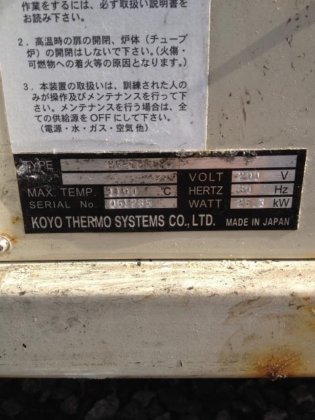 作業をするには、必ず取扱い説明書を
お読み下さい。
2．高温時の扉の開閉、炉体（チューブ
炉）の開閉はしないで下さい。（火傷・
可燃物への着火等の原因となります。）
3．本装置の取扱いは、訓練された人の
みが操作及びメンテナンスを行って下
さい。メンテナンスを行う場合は、全
ての供給源をOFFにして下さい。
（電源・水・ガス・空気 他）
TYPE
VOLT 200 V
MAX. TEMP. 1100 °C
HERTZ 60 Hz
SERIAL No.
WATT kW
KOYO THERMO SYSTEMS CO., LTD. MADE IN JAPAN